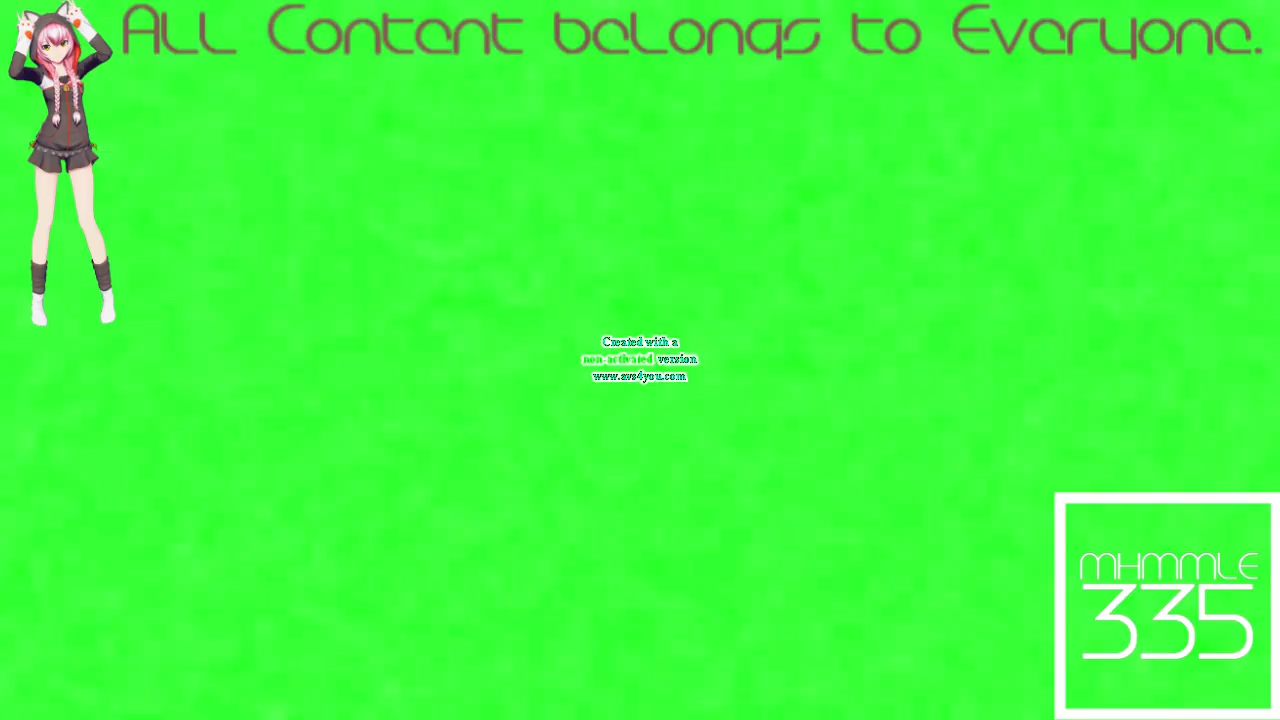 All Content belongs to Everyone.
Created with a
non-activated version
www.avs4you.com
MHMMLE
335